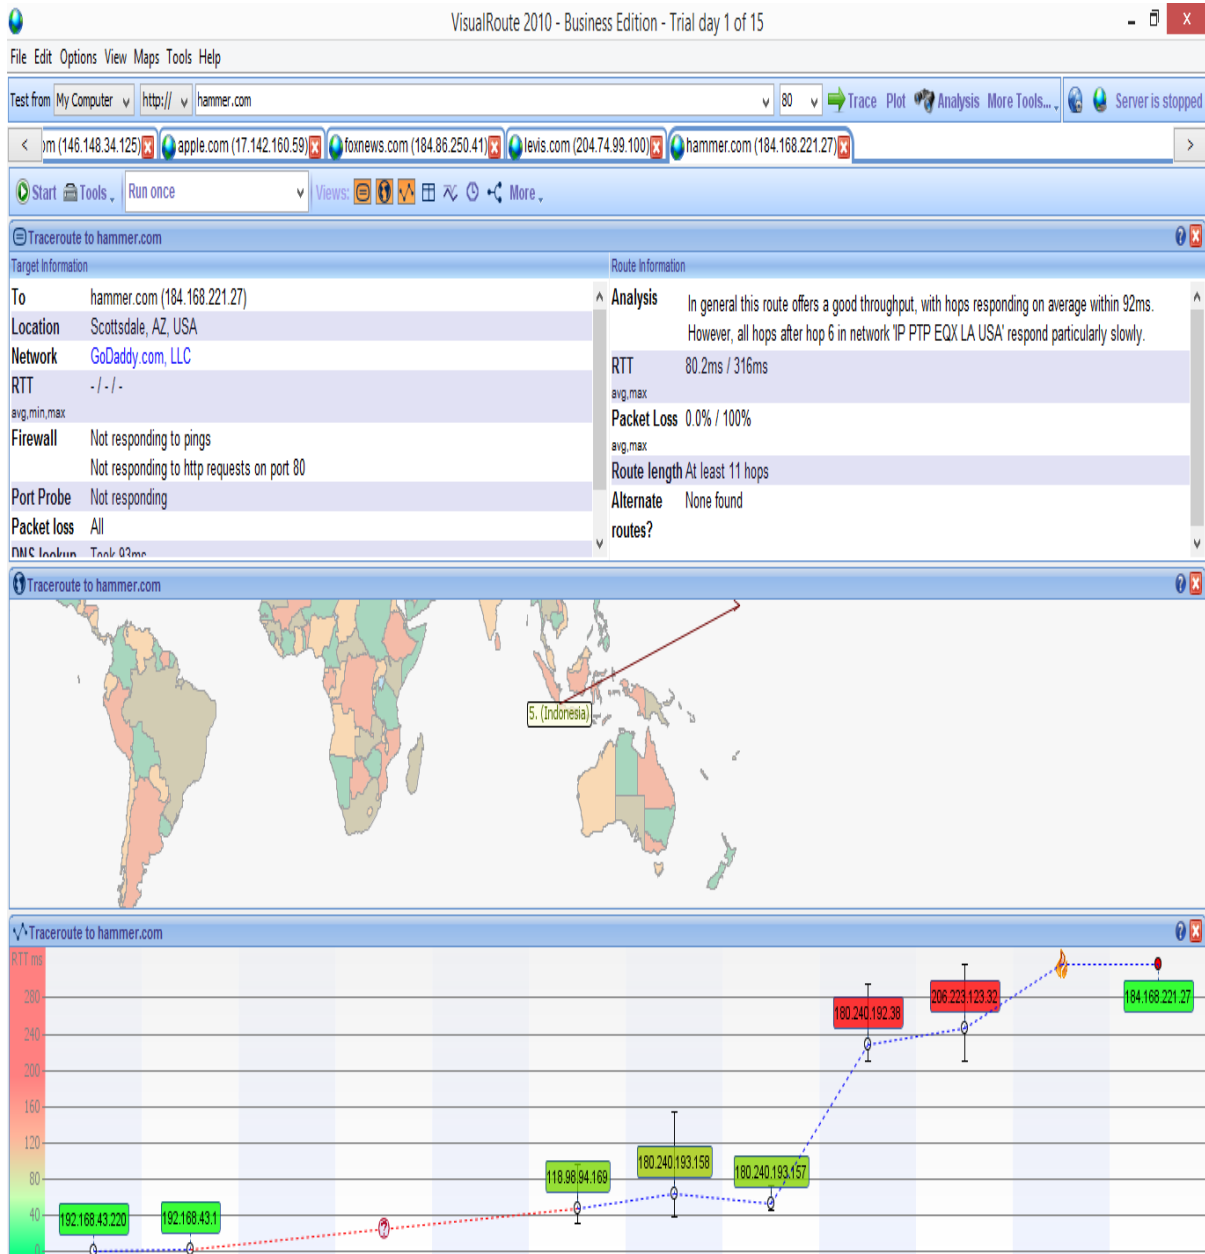 VisualRoute 2010 - Business Edition - Trial day 1 of 15
File Edit Options View Maps Tools Help
Test from My Computer http:// hammer.com 80 Trace Plot Analysis More Tools... Server is stopped
om (146.148.34.125) apple.com (17.142.160.59) foxnews.com (184.86.250.41) levis.com (204.74.99.100) hammer.com (184.168.221.27)
Start Tools Run once Views: More
Traceroute to hammer.com
Target Information
To hammer.com (184.168.221.27)
Location Scottsdale, AZ, USA
Network GoDaddy.com, LLC
RTT - / - / -
avg,min,max
Firewall Not responding to pings
Not responding to http requests on port 80
Port Probe Not responding
Packet loss All
DNS lookup Took 93ms
Route Information
Analysis In general this route offers a good throughput, with hops responding on average within 92ms.
However, all hops after hop 6 in network 'IP PTP EQX LA USA' respond particularly slowly.
RTT 80.2ms / 316ms
avg,max
Packet Loss 0.0% / 100%
avg,max
Route length At least 11 hops
Alternate None found
routes?
Traceroute to hammer.com
5. (Indonesia)
Traceroute to hammer.com
RTT ms
280
240
200
160
120
80
40
0
192.168.43.220
192.168.43.1
?
118.98.94.169
180.240.193.158
180.240.193.157
180.240.192.38
206.223.123.32
184.168.221.27